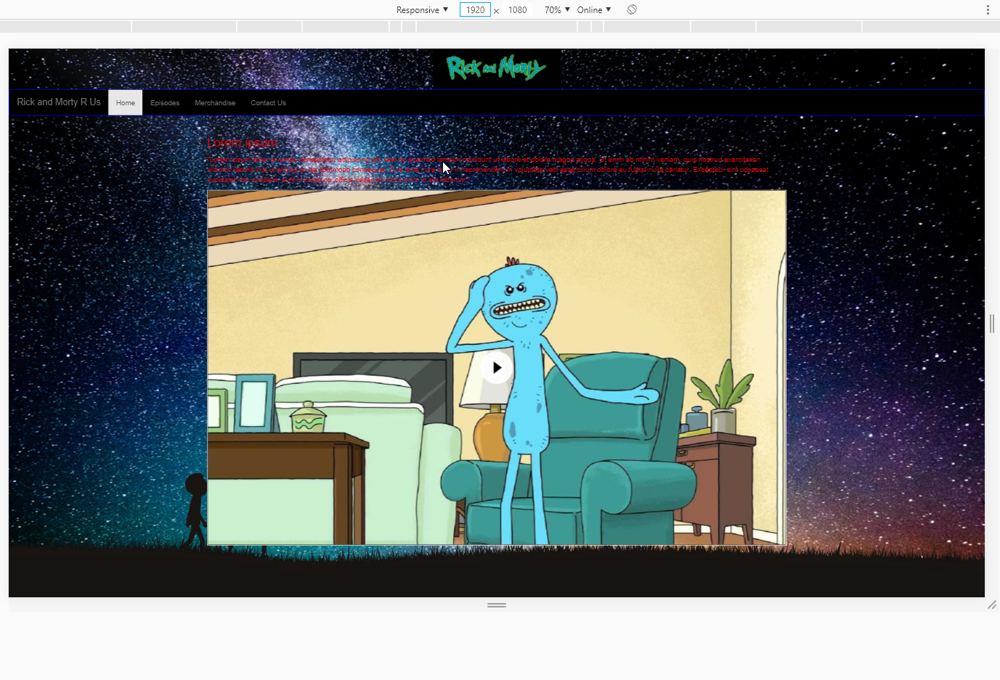 Responsive ▼ 1920 × 1080 70% ▼ Online ▼
Rick and Morty
Rick and Morty R Us Home Episodes Merchandise Contact Us
Lorem ipsum
"Lorem ipsum dolor sit amet, consectetur adipiscing elit, sed do eiusmod tempor incididunt ut labore et dolore magna aliqua. Ut enim ad minim veniam, quis nostrud exercitation
ullamco laboris nisi ut aliquip ex ea commodo consequat. Duis aute irure dolor in reprehenderit in voluptate velit esse cillum dolore eu fugiat nulla pariatur. Excepteur sint occaecat
cupidatat non proident, sunt in culpa qui officia deserunt mollit anim id est laborum."